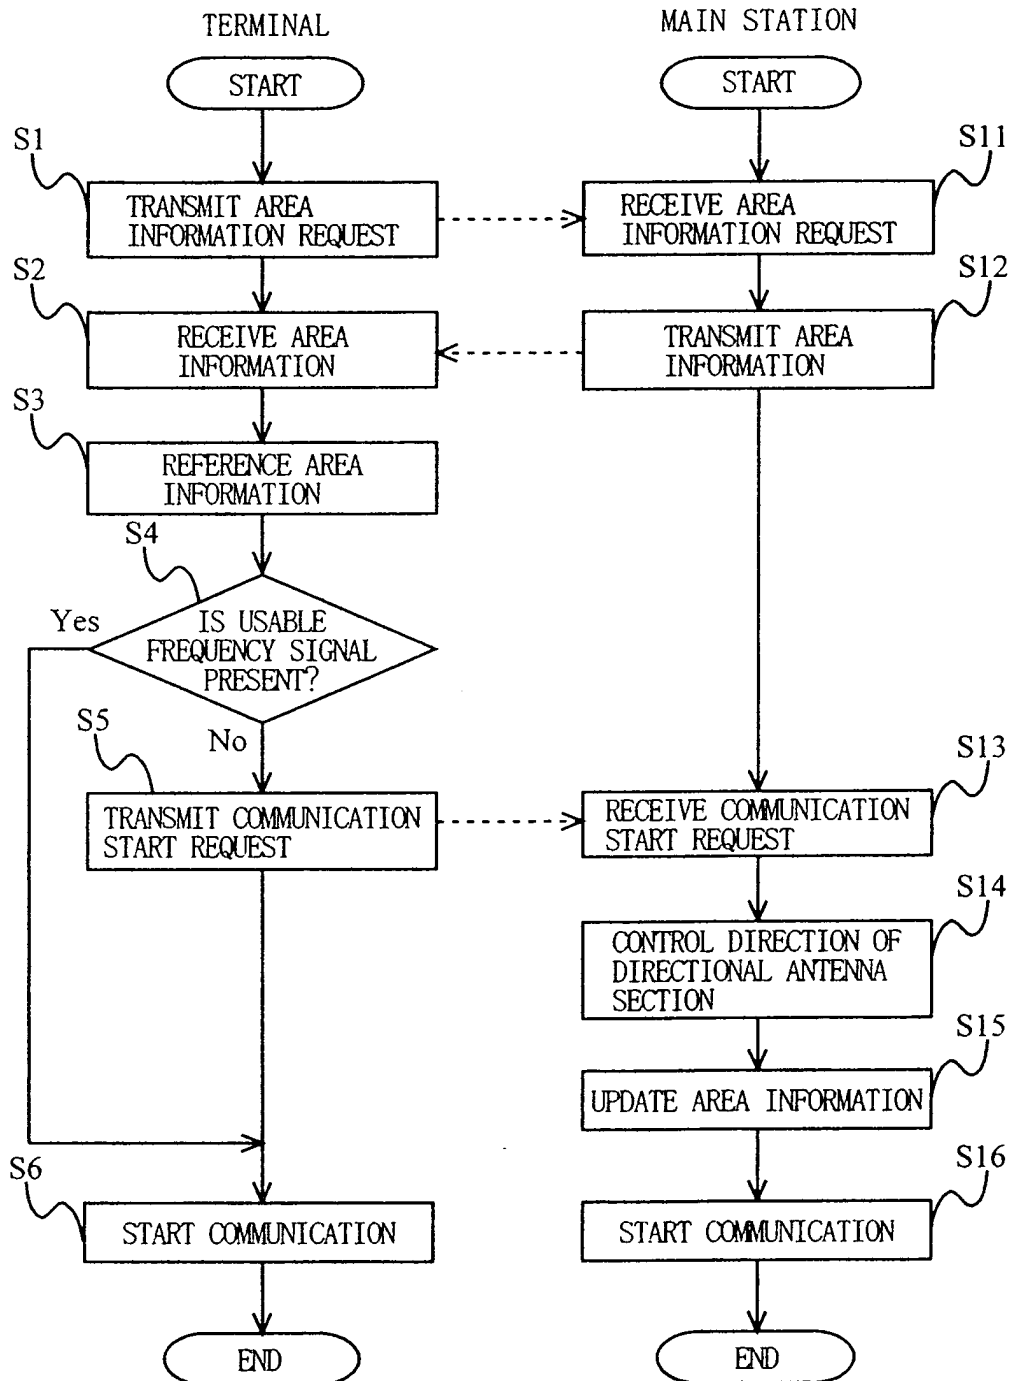 TERMINAL
MAIN STATION
START
START
S1
TRANSMIT AREA
INFORMATION REQUEST
S11
RECEIVE AREA
INFORMATION REQUEST
S2
RECEIVE AREA
INFORMATION
S12
TRANSMIT AREA
INFORMATION
S3
REFERENCE AREA
INFORMATION
S4
Yes
IS USABLE
FREQUENCY SIGNAL
PRESENT?
No
S5
TRANSMIT COMMUNICATION
START REQUEST
S13
RECEIVE COMMUNICATION
START REQUEST
S14
CONTROL DIRECTION OF
DIRECTIONAL ANTENNA
SECTION
S15
UPDATE AREA INFORMATION
S6
START COMMUNICATION
S16
START COMMUNICATION
END
END